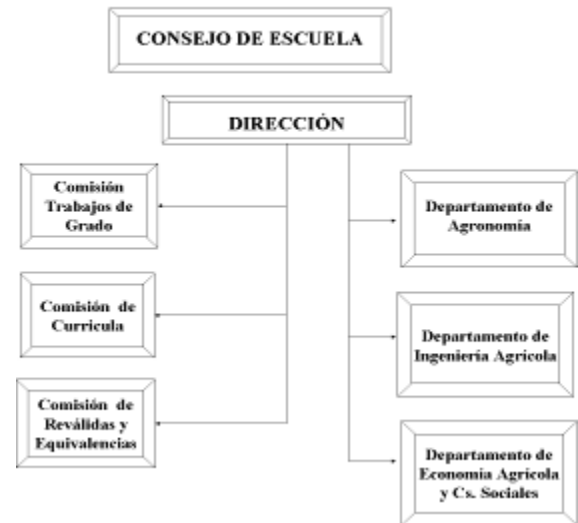 CONSEJO DE ESCUELA
DIRECCIÓN
Comisión
Trabajos de
Grado
Comisión de
Curricula
Comisión de
Reválidas y
Equivalencias
Departamento de
Agronomía
Departamento de
Ingeniería Agrícola
Departamento de
Economía Agrícola
y Cs. Sociales